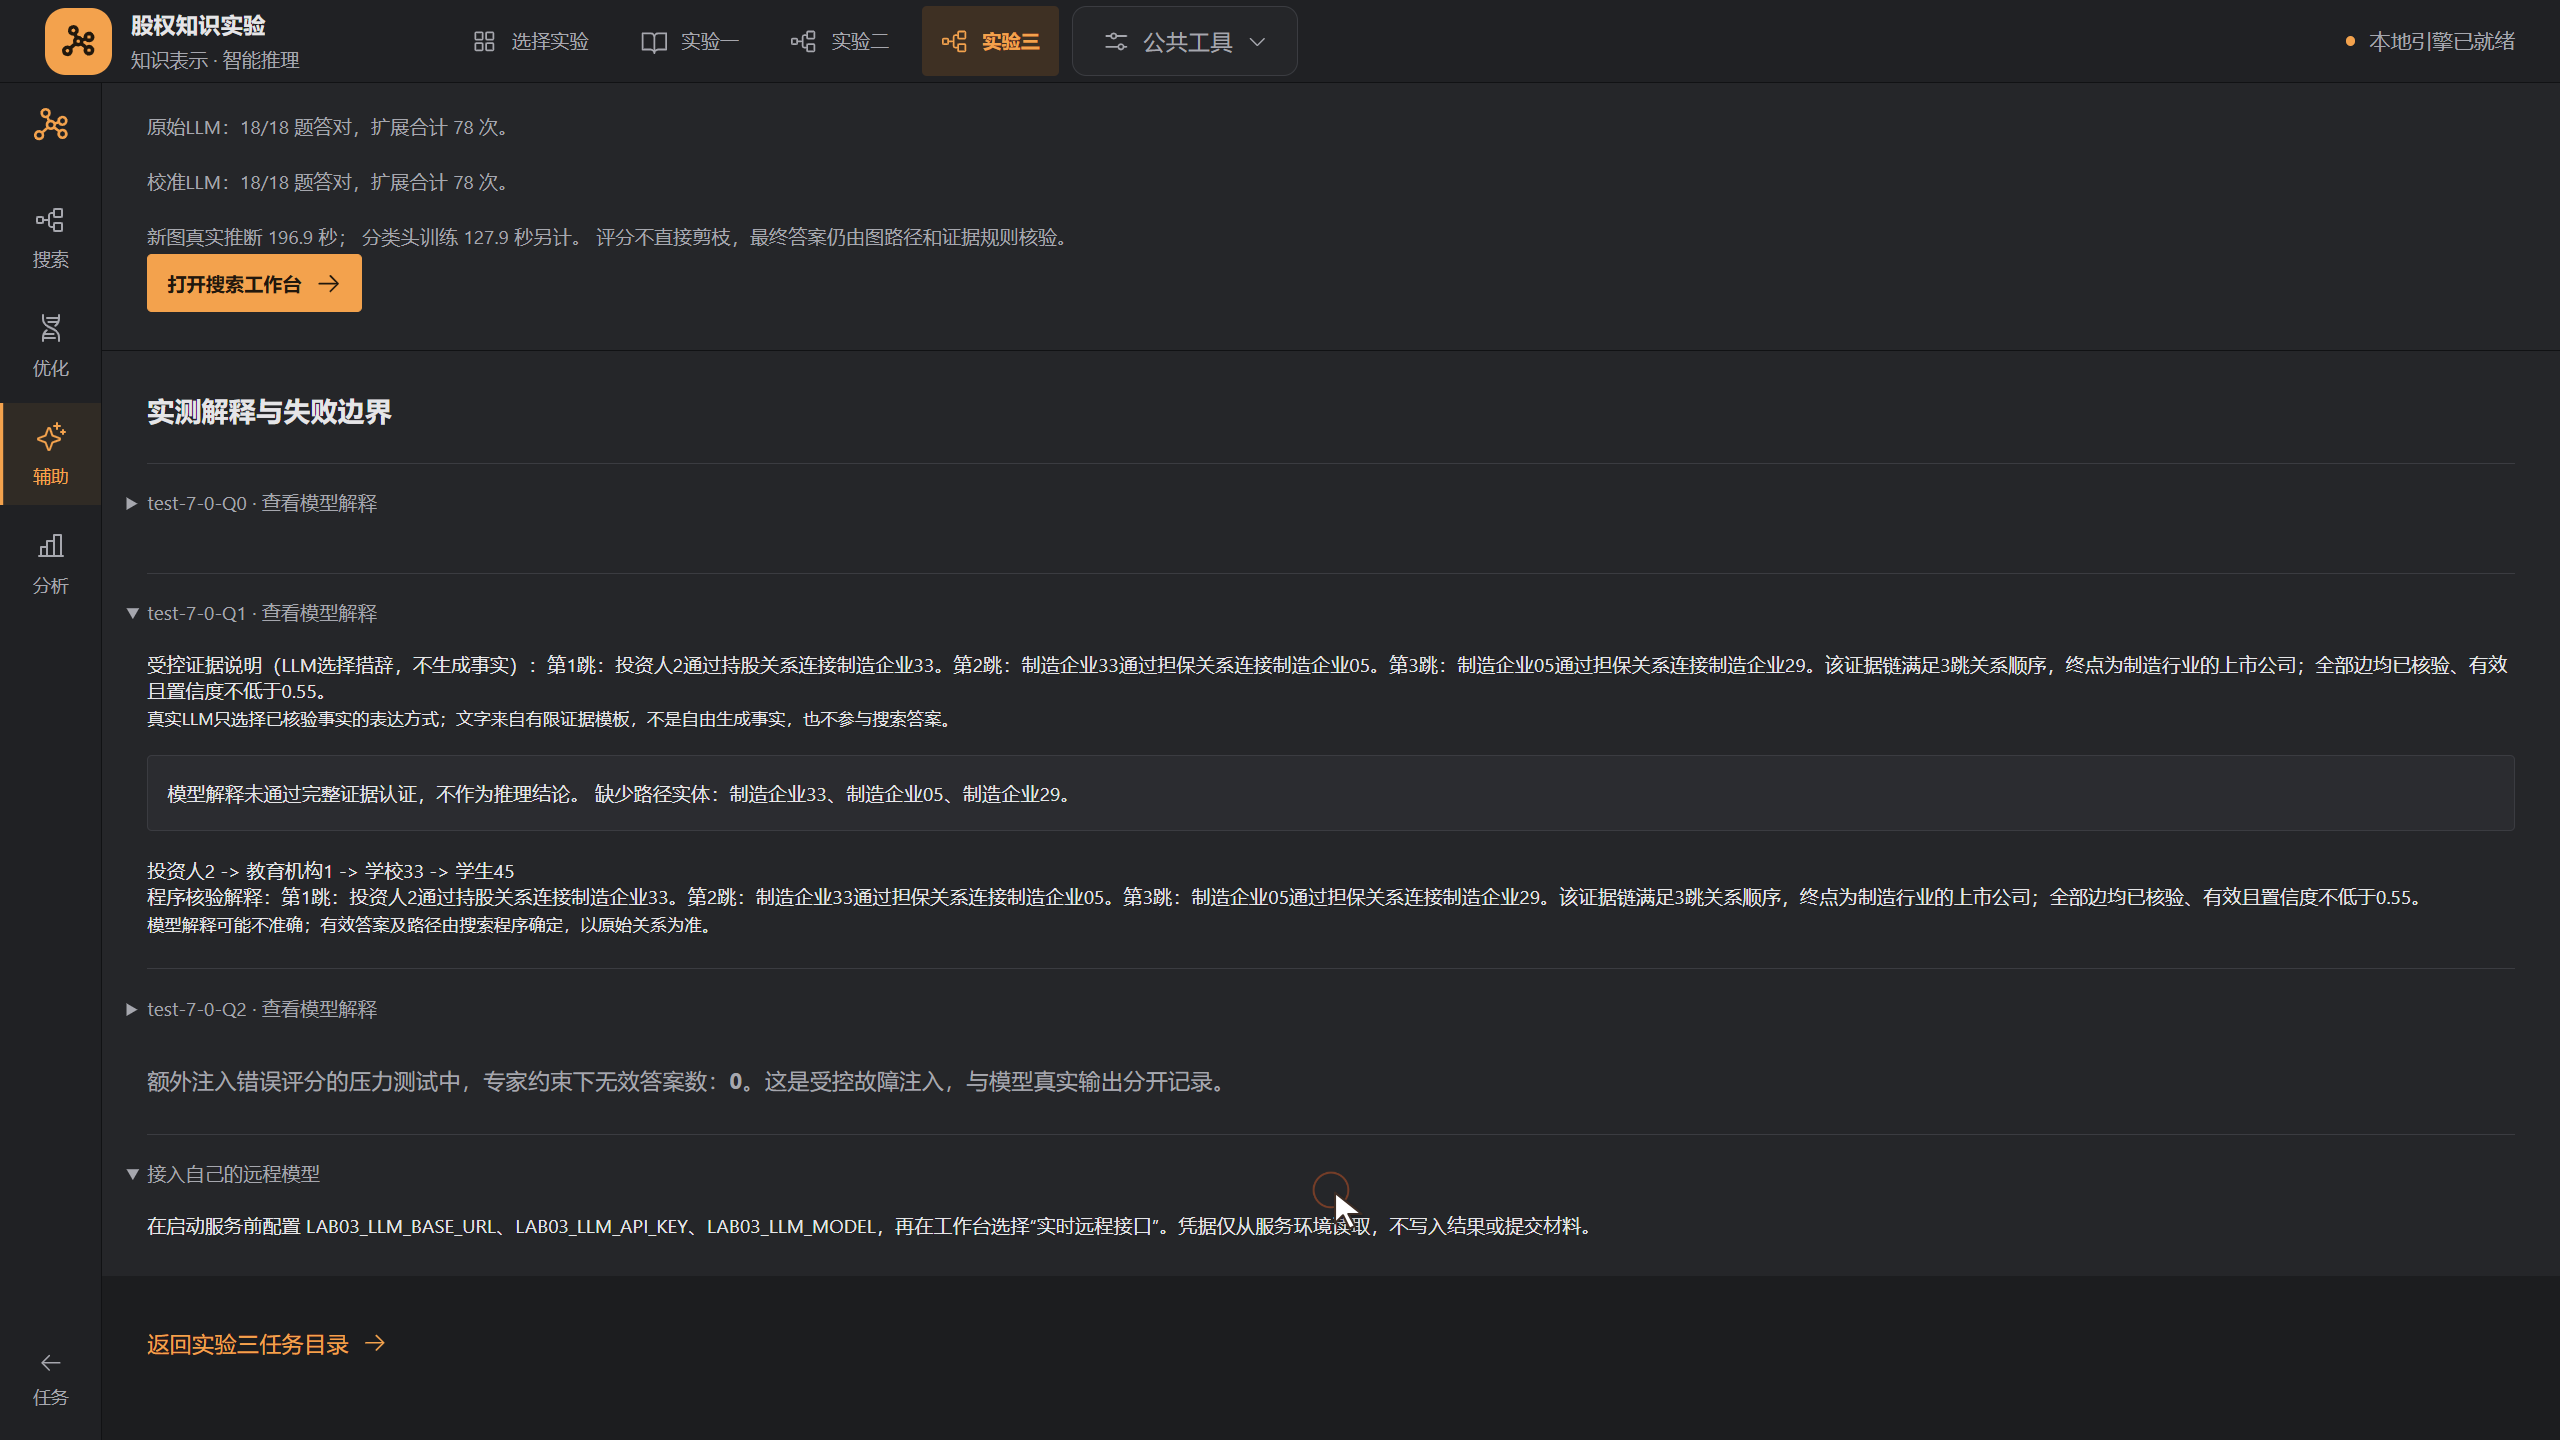 股权知识实验
知识表示 · 智能推理
选择实验
实验一
实验二
实验三
公共工具
本地引擎已就绪
搜索
优化
辅助
分析
任务
原始LLM：18/18 题答对，扩展合计 78 次。
校准LLM：18/18 题答对，扩展合计 78 次。
新图真实推断 196.9 秒； 分类头训练 127.9 秒另计。 评分不直接剪枝，最终答案仍由图路径和证据规则核验。
打开搜索工作台
实测解释与失败边界
test-7-0-Q0 · 查看模型解释
test-7-0-Q1 · 查看模型解释
受控证据说明（LLM选择措辞，不生成事实）：第1跳：投资人2通过持股关系连接制造企业33。第2跳：制造企业33通过担保关系连接制造企业05。第3跳：制造企业05通过担保关系连接制造企业29。该证据链满足3跳关系顺序，终点为制造行业的上市公司；全部边均已核验、有效
且置信度不低于0.55。
真实LLM只选择已核验事实的表达方式；文字来自有限证据模板，不是自由生成事实，也不参与搜索答案。
模型解释未通过完整证据认证，不作为推理结论。 缺少路径实体：制造企业33、制造企业05、制造企业29。
投资人2 -> 教育机构1 -> 学校33 -> 学生45
程序核验解释：第1跳：投资人2通过持股关系连接制造企业33。第2跳：制造企业33通过担保关系连接制造企业05。第3跳：制造企业05通过担保关系连接制造企业29。该证据链满足3跳关系顺序，终点为制造行业的上市公司；全部边均已核验、有效且置信度不低于0.55。
模型解释可能不准确；有效答案及路径由搜索程序确定，以原始关系为准。
test-7-0-Q2 · 查看模型解释
额外注入错误评分的压力测试中，专家约束下无效答案数：0。这是受控故障注入，与模型真实输出分开记录。
接入自己的远程模型
在启动服务前配置 LAB03_LLM_BASE_URL、LAB03_LLM_API_KEY、LAB03_LLM_MODEL，再在工作台选择“实时远程接口”。凭据仅从服务环境读取，不写入结果或提交材料。
返回实验三任务目录